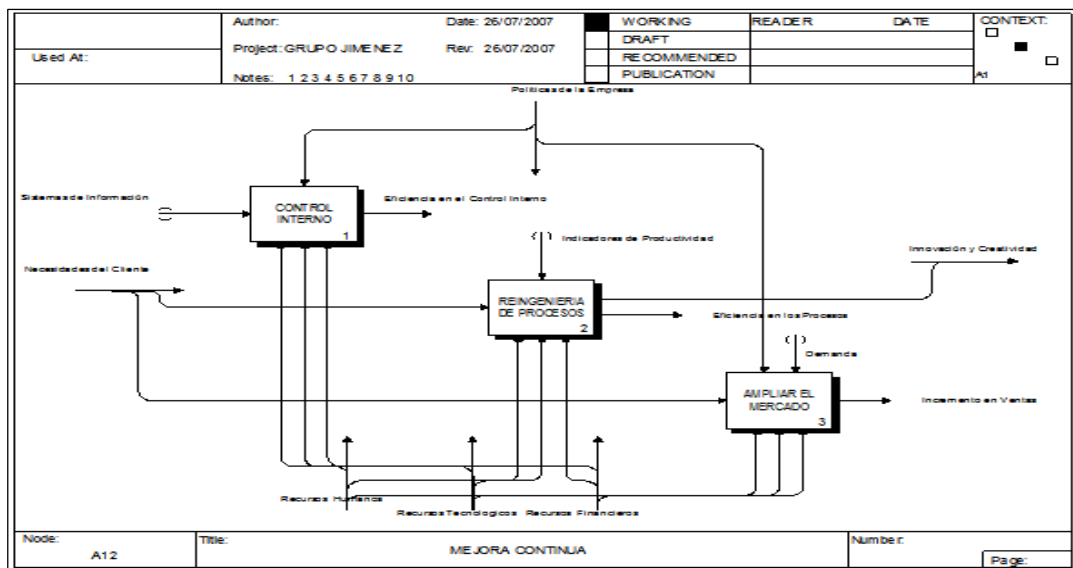 Used At:
Author:
Date: 26/07/2007
Project: GRUPO JIMENEZ
Rev: 26/07/2007
Notes: 1 2 3 4 5 6 7 8 9 10
WORKING
DRAFT
RECOMMENDED
PUBLICATION
READER
DATE
CONTEXT:
A1
Políticas de la Empresa
Sistemas de Información
CONTROL
INTERNO
1
Eficiencia en el Control Interno
Indicadores de Productividad
Innovación y Creatividad
Necesidades del Cliente
REINGENIERIA
DE PROCESOS
2
Eficiencia en los Procesos
Demanda
AMPLIAR EL
MERCADO
3
Incremento en Ventas
Recursos Humanos
Recursos Tecnologicos
Recursos Financieros
Node:
A12
Title:
MEJORA CONTINUA
Number:
Page: